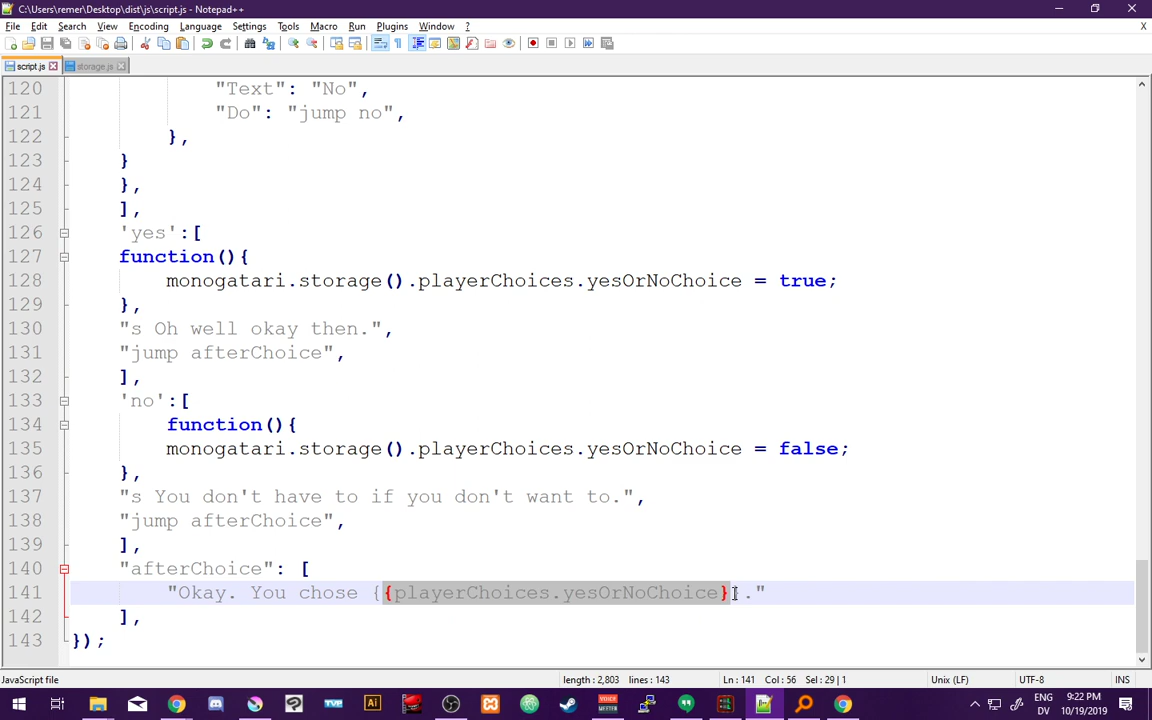 C:\Users\remer\Desktop\dist\js\script.js - Notepad++
File Edit Search View Encoding Language Settings Tools Macro Run Plugins Window ? X
script.js storage.js
120 "Text": "No",
121 "Do": "jump no",
122 },
123 }
124 },
125 ],
126 'yes':[
127 function(){
128 monogatari.storage().playerChoices.yesOrNoChoice = true;
129 },
130 "s Oh well okay then.",
131 "jump afterChoice",
132 ],
133 'no':[
134 function(){
135 monogatari.storage().playerChoices.yesOrNoChoice = false;
136 },
137 "s You don't have to if you don't want to.",
138 "jump afterChoice",
139 ],
140 "afterChoice": [
141 "Okay. You chose {{playerChoices.yesOrNoChoice}}."
142 ],
143 });
JavaScript file length : 2,803 lines : 143 Ln : 141 Col : 56 Sel : 29 | 1 Unix (LF) UTF-8 INS
ENG 9:22 PM
DV 10/19/2019